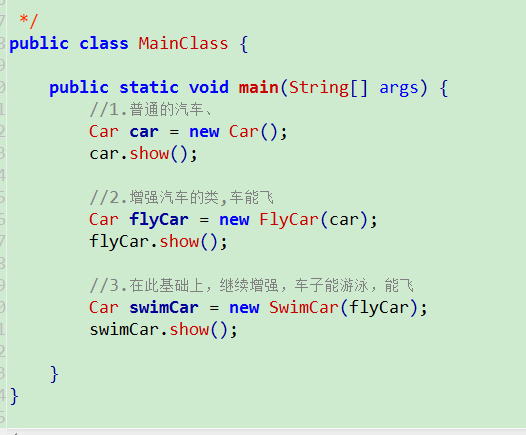 */
public class MainClass {
public static void main(String[] args) {
//1.普通的汽车、
Car car = new Car();
car.show();
//2.增强汽车的类,车能飞
Car flyCar = new FlyCar(car);
flyCar.show();
//3.在此基础上，继续增强，车子能游泳，能飞
Car swimCar = new SwimCar(flyCar);
swimCar.show();
}
}